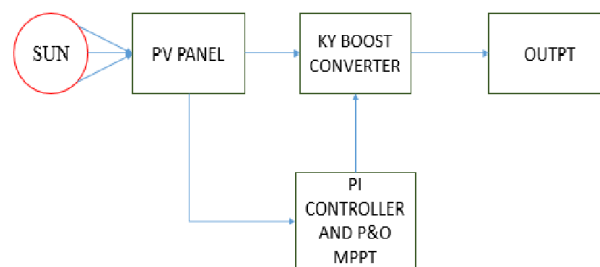 SUN
PV PANEL
KY BOOST
CONVERTER
OUTPT
PI
CONTROLLER
AND P&O
MPPT